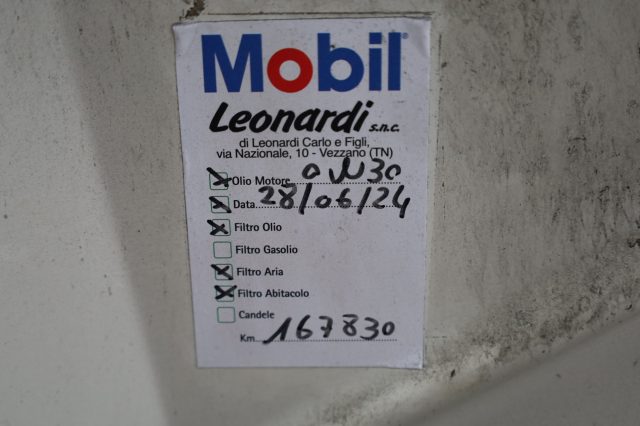 Mobil
Leonardi s.n.c.
di Leonardi Carlo e Figli,
via Nazionale, 10 - Vezzano (TN)
Olio Motore 0W30
Data 28/06/24
Filtro Olio
Filtro Gasolio
Filtro Aria
Filtro Abitacolo
Candele
Km 167830